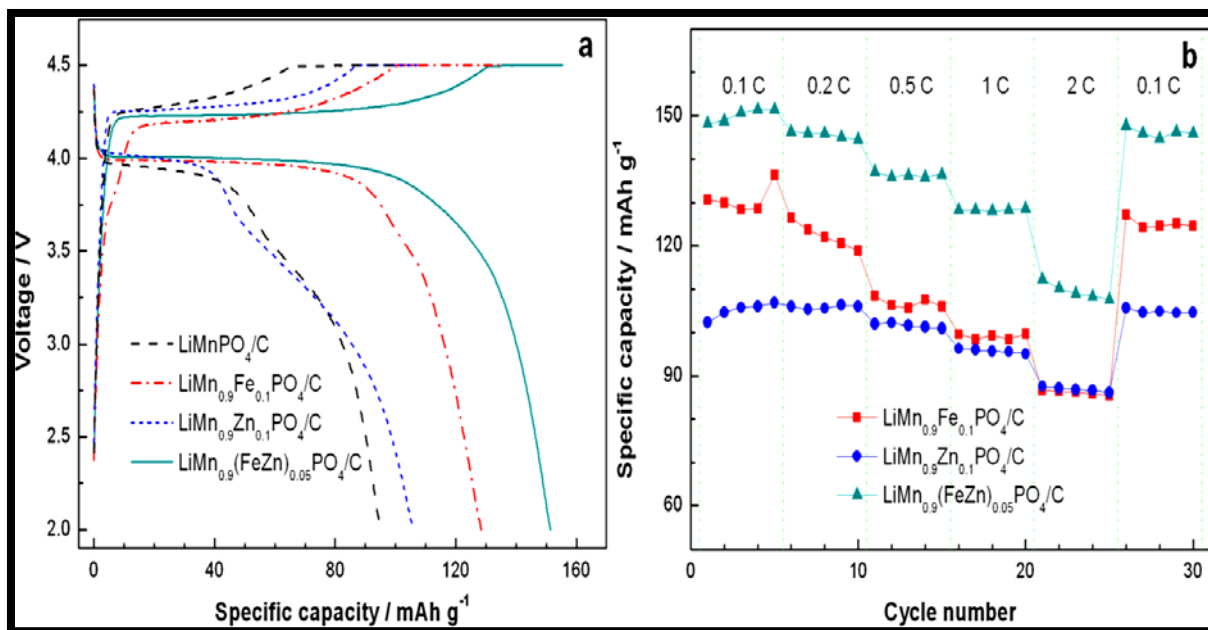 a
Voltage / V
4.5
4.0
3.5
3.0
2.5
2.0
LiMnPO₄/C
LiMn₀.₉Fe₀.₁PO₄/C
LiMn₀.₉Zn₀.₁PO₄/C
LiMn₀.₉(FeZn)₀.₀₅PO₄/C
0 40 80 120 160
Specific capacity / mAh g⁻¹
b
Specific capacity / mAh g⁻¹
150
120
90
60
0.1 C 0.2 C 0.5 C 1 C 2 C 0.1 C
LiMn₀.₉Fe₀.₁PO₄/C
LiMn₀.₉Zn₀.₁PO₄/C
LiMn₀.₉(FeZn)₀.₀₅PO₄/C
0 10 20 30
Cycle number